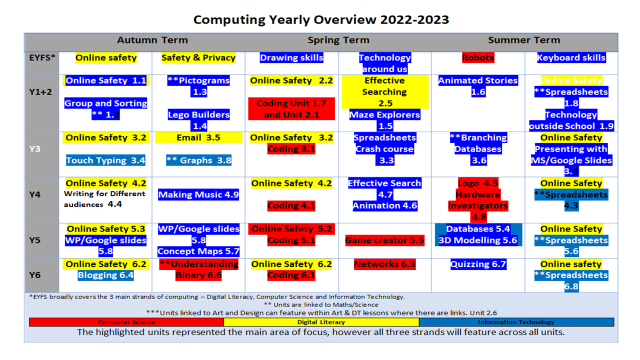 Computing Yearly Overview 2022-2023
Autumn Term
Spring Term
Summer Term
EYFS*
Online safety
Safety & Privacy
Drawing skills
Technology
around us
Robots
Keyboard skills
Y1+2
Online Safety 1.1
Group and Sorting
** 1.
**Pictograms
1.3
Lego Builders
1.4
Online Safety 2.2
Coding Unit 1.7
and Unit 2.1
Effective
Searching
2.5
Maze Explorers
1.5
Animated Stories
1.6
Online Safety
**Spreadsheets
1.8
Technology
outside School 1.9
Y3
Online Safety 3.2
Touch Typing 3.4
Email 3.5
** Graphs 3.8
Online Safety 3.2
Coding 3.1
Spreadsheets
Crash course
3.3
**Branching
Databases
3.6
Online Safety
Presenting with
MS/Google Slides
3.
Y4
Online Safety 4.2
Writing for Different
audiences 4.4
Making Music 4.9
Online Safety 4.2
Coding 4.1
Effective Search
4.7
Animation 4.6
Logo 4.5
Hardware
Investigators
4.8
Online Safety
**Spreadsheets
4.3
Y5
Online Safety 5.3
WP/Google slides
5.8
WP/Google slides
5.8
Concept Maps 5.7
Online Safety 5.2
Coding 5.1
Game creator 5.5
Databases 5.4
3D Modelling 5.6
Online Safety
**Spreadsheets
5.6
Y6
Online Safety 6.2
Blogging 6.4
**Understanding
Binary 6.6
Online Safety 6.2
Coding 6.1
Networks 6.3
Quizzing 6.7
Online Safety
**Spreadsheets
6.8
*EYFS broadly covers the 3 main strands of computing – Digital Literacy, Computer Science and Information Technology.
** Units are linked to Maths/Science
***Units linked to Art and Design can feature within Art & DT lessons where there are links. Unit 2.6
Computer Science
Digital Literacy
Information Technology
The highlighted units represented the main area of focus, however all three strands will feature across all units.